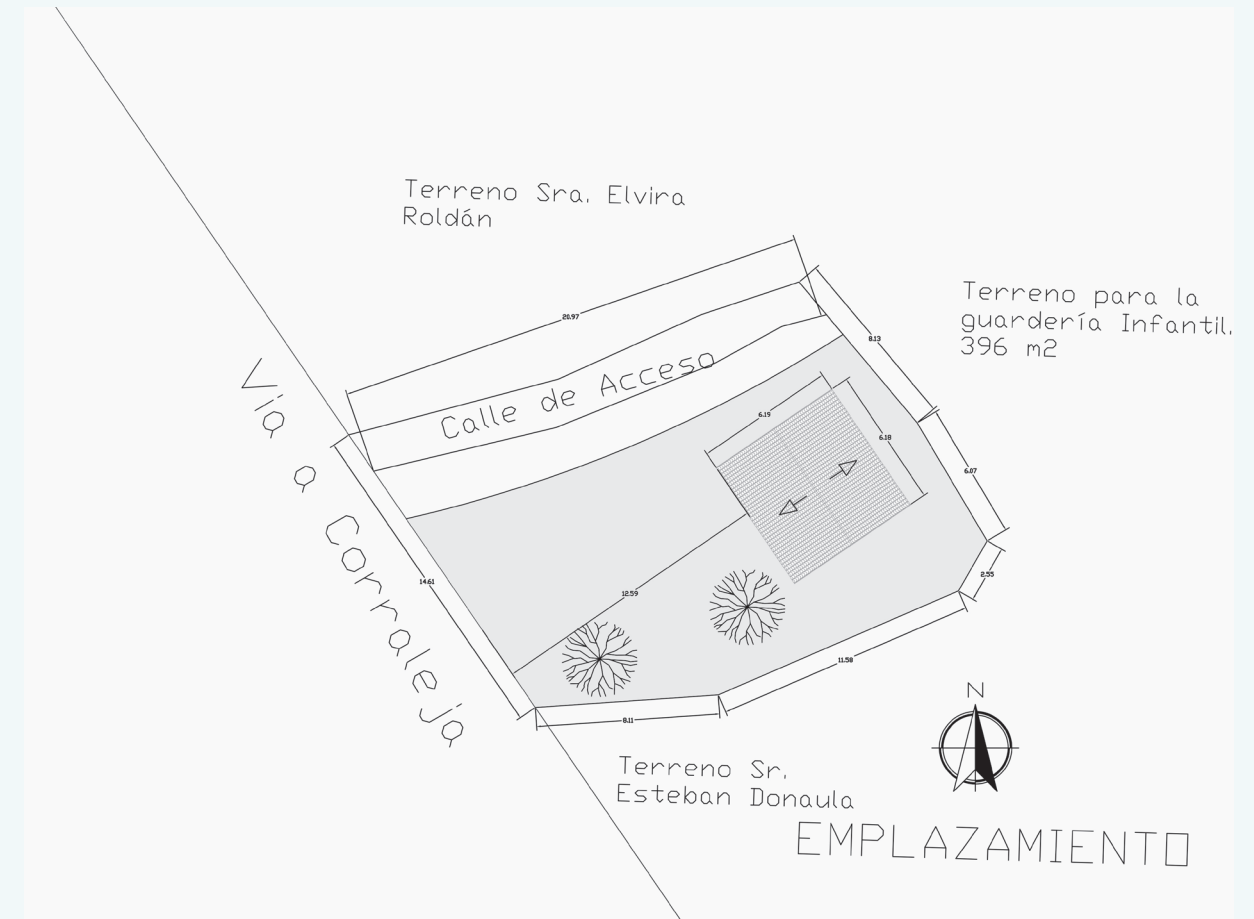 Terreno Sra. Elvira
Roldán
Terreno para la
guardería Infantil.
396 m2
20.97
8.13
Calle de Acceso
6.19
6.18
6.07
Vía a Corralejo
14.61
12.59
2.55
11.58
8.11
N
Terreno Sr.
Esteban Donaula
EMPLAZAMIENTO